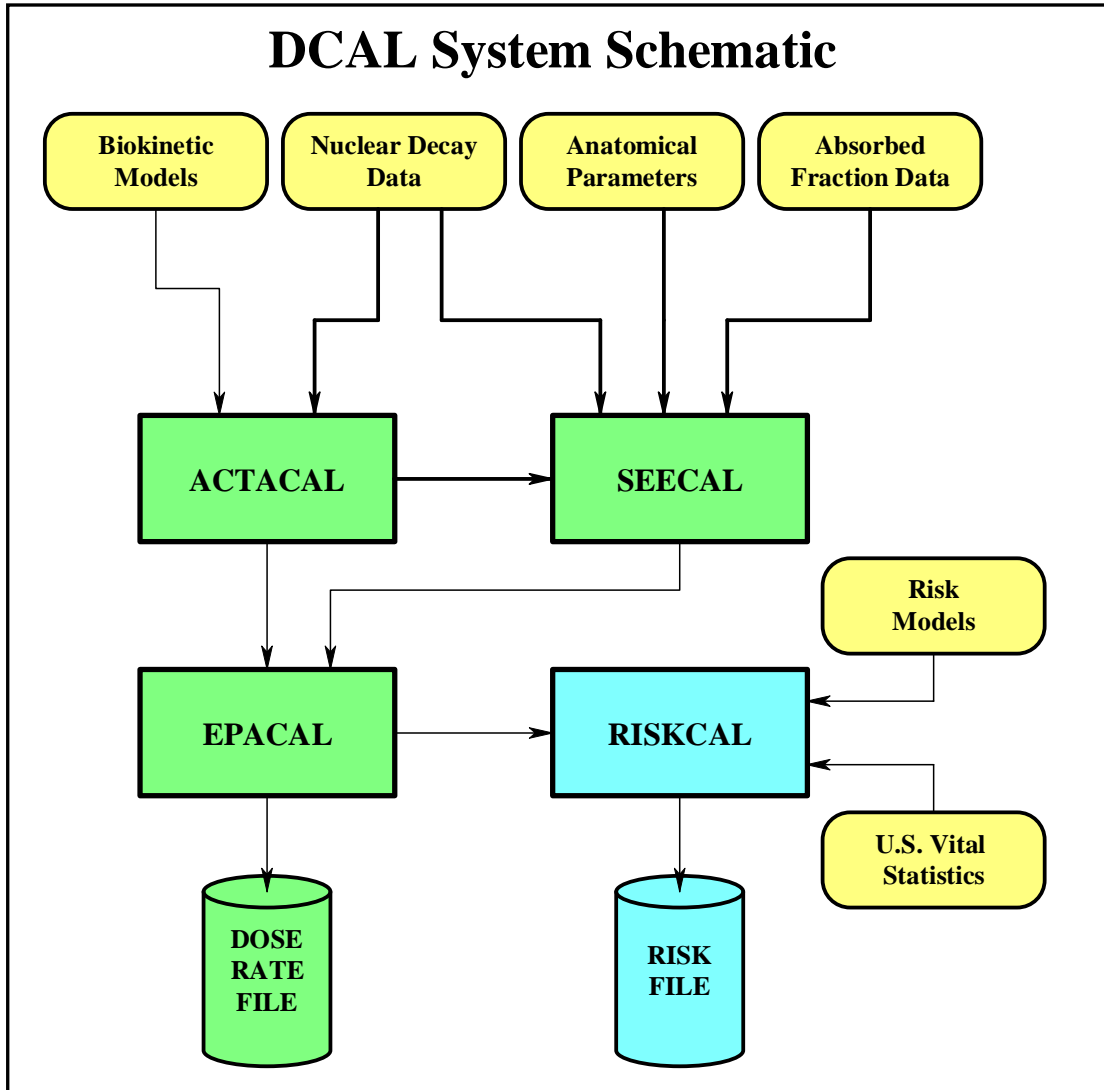 DCAL System Schematic
Biokinetic
Models
Nuclear Decay
Data
Anatomical
Parameters
Absorbed
Fraction Data
ACTACAL
SEECAL
Risk
Models
EPACAL
RISKCAL
U.S. Vital
Statistics
DOSE
RATE
FILE
RISK
FILE